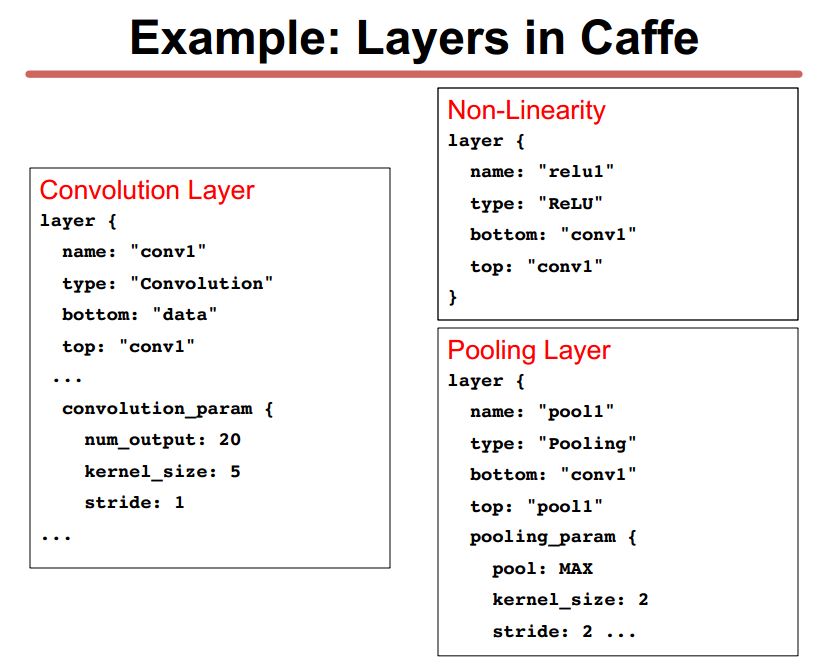 Example: Layers in Caffe
Convolution Layer
layer {
name: "conv1"
type: "Convolution"
bottom: "data"
top: "conv1"
...
convolution_param {
num_output: 20
kernel_size: 5
stride: 1
...
Non-Linearity
layer {
name: "relu1"
type: "ReLU"
bottom: "conv1"
top: "conv1"
}
Pooling Layer
layer {
name: "pool1"
type: "Pooling"
bottom: "conv1"
top: "pool1"
pooling_param {
pool: MAX
kernel_size: 2
stride: 2 ...